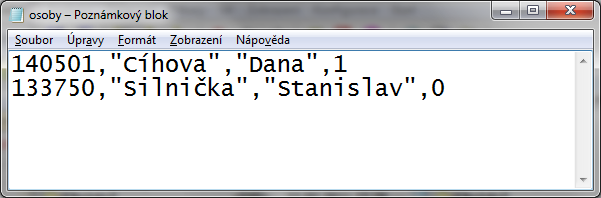 osoby – Poznámkový blok
Soubor Úpravy Formát Zobrazení Nápověda
140501,"Cíhova","Dana",1
133750,"Silnička","Stanislav",0